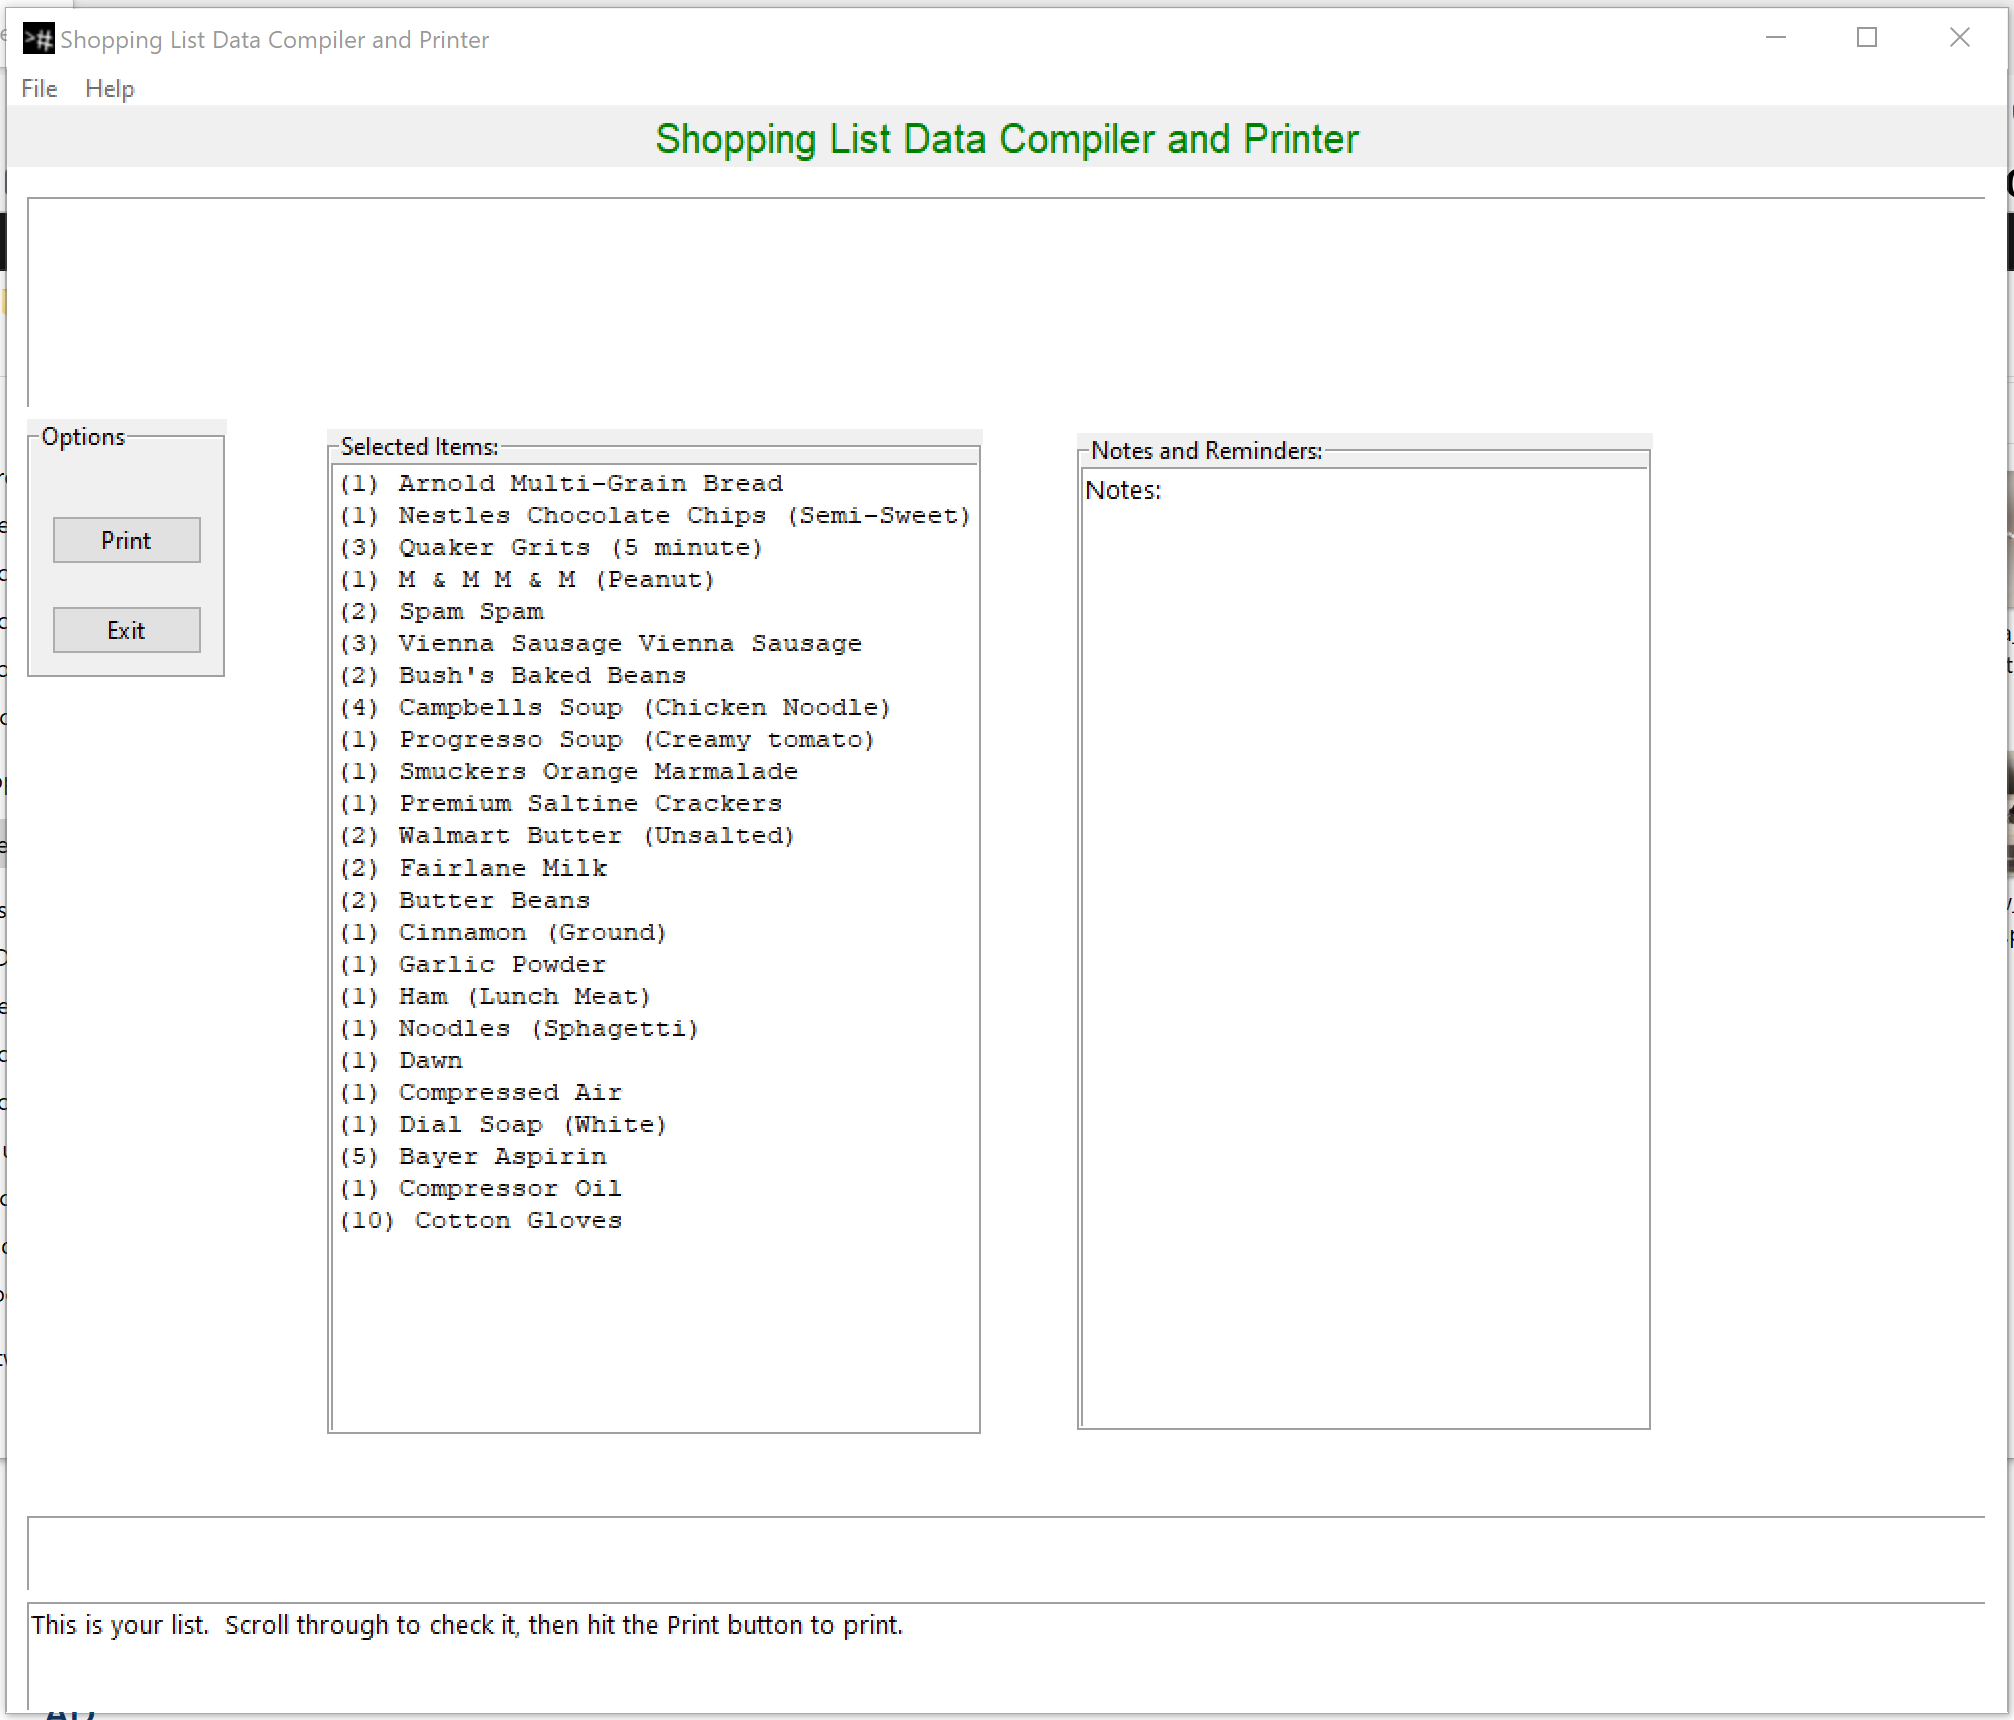 ># Shopping List Data Compiler and Printer
File Help
Shopping List Data Compiler and Printer
Options
Print
Exit
Selected Items:
(1) Arnold Multi-Grain Bread
(1) Nestles Chocolate Chips (Semi-Sweet)
(3) Quaker Grits (5 minute)
(1) M & M M & M (Peanut)
(2) Spam Spam
(3) Vienna Sausage Vienna Sausage
(2) Bush's Baked Beans
(4) Campbells Soup (Chicken Noodle)
(1) Progresso Soup (Creamy tomato)
(1) Smuckers Orange Marmalade
(1) Premium Saltine Crackers
(2) Walmart Butter (Unsalted)
(2) Fairlane Milk
(2) Butter Beans
(1) Cinnamon (Ground)
(1) Garlic Powder
(1) Ham (Lunch Meat)
(1) Noodles (Sphagetti)
(1) Dawn
(1) Compressed Air
(1) Dial Soap (White)
(5) Bayer Aspirin
(1) Compressor Oil
(10) Cotton Gloves
Notes and Reminders:
Notes:
This is your list.  Scroll through to check it, then hit the Print button to print.